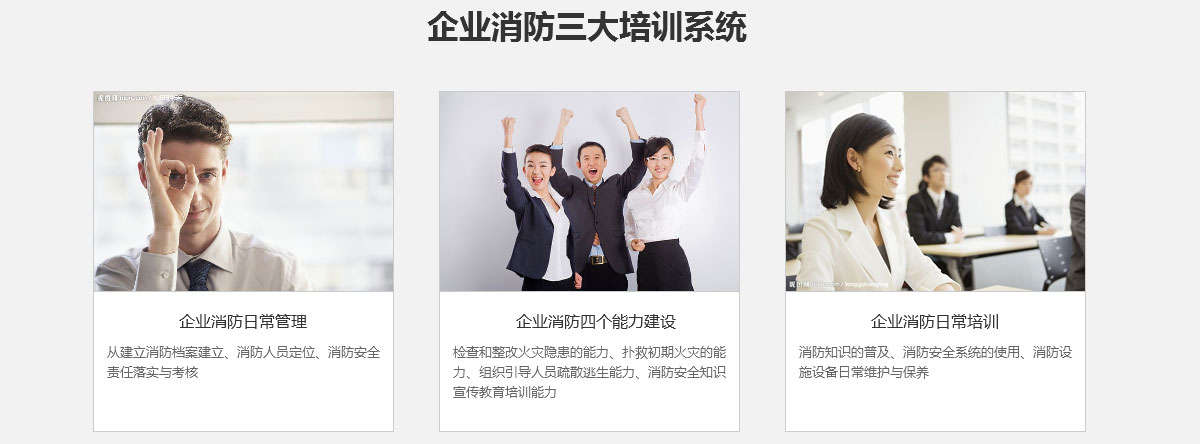 企业消防三大培训系统
昵图网
企业消防日常管理
从建立消防档案建立、消防人员定位、消防安全
责任落实与考核
企业消防四个能力建设
检查和整改火灾隐患的能力、扑救初期火灾的能
力、组织引导人员疏散逃生能力、消防安全知识
宣传教育培训能力
昵图网
企业消防日常培训
消防知识的普及、消防安全系统的使用、消防设
施设备日常维护与保养